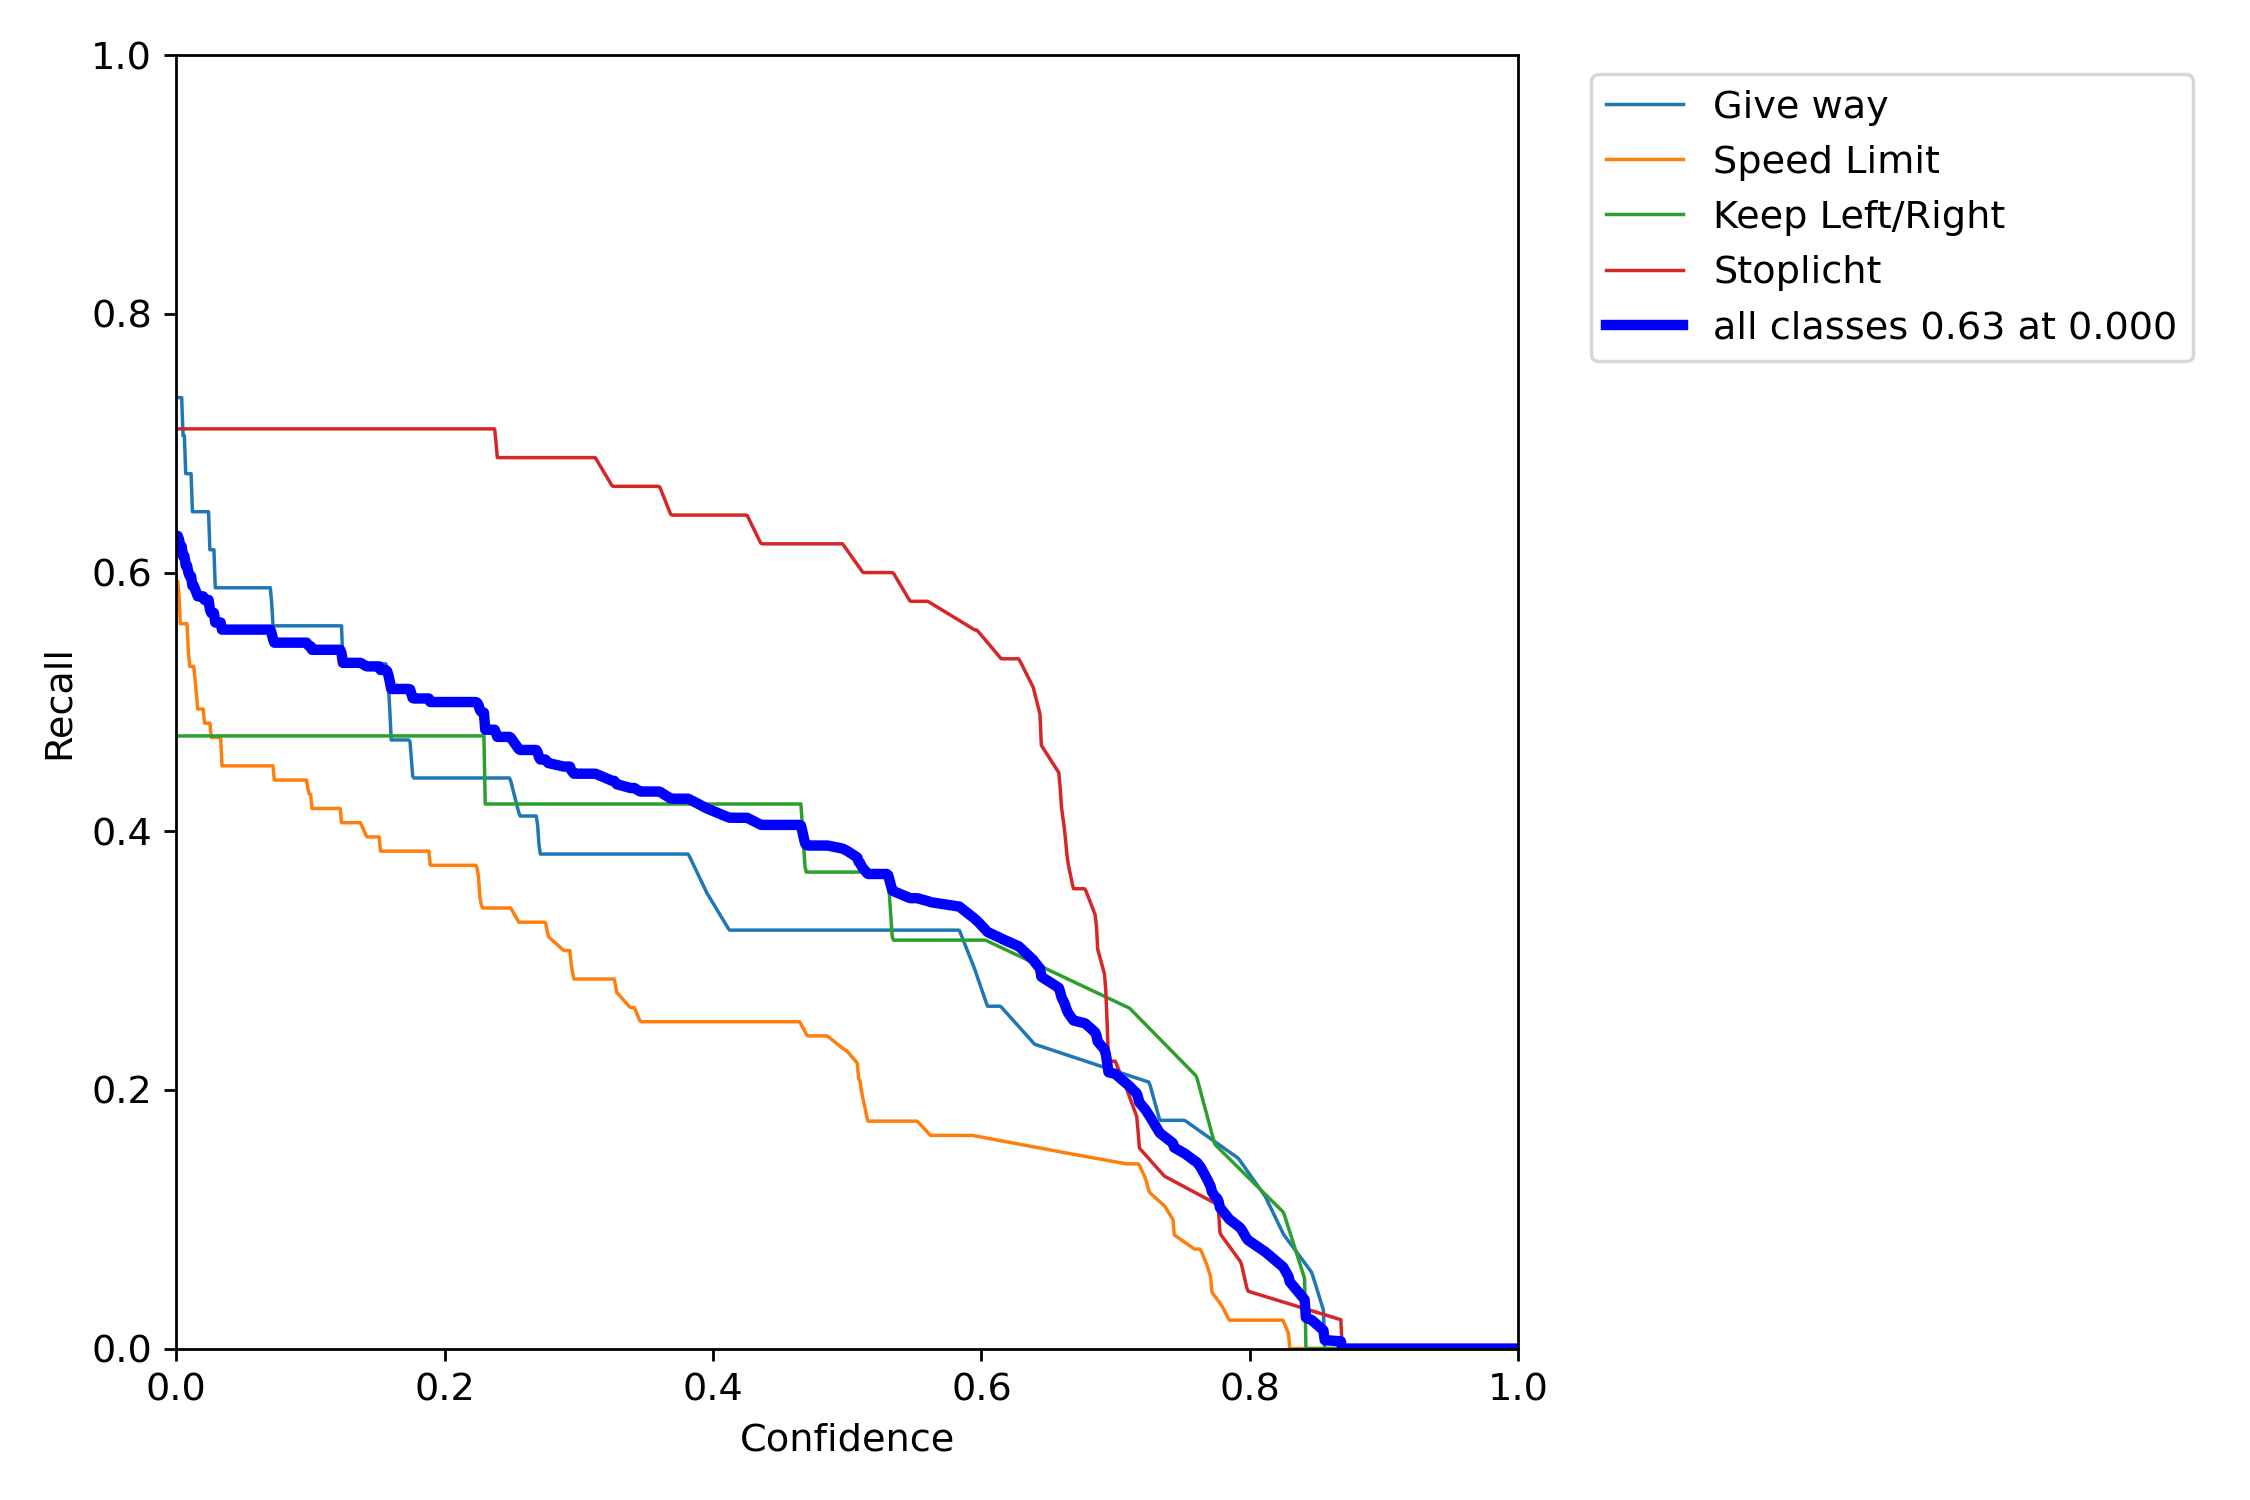 1.0
0.8
0.6
0.4
0.2
0.0
Recall
0.0 0.2 0.4 0.6 0.8 1.0
Confidence
Give way
Speed Limit
Keep Left/Right
Stoplicht
all classes 0.63 at 0.000